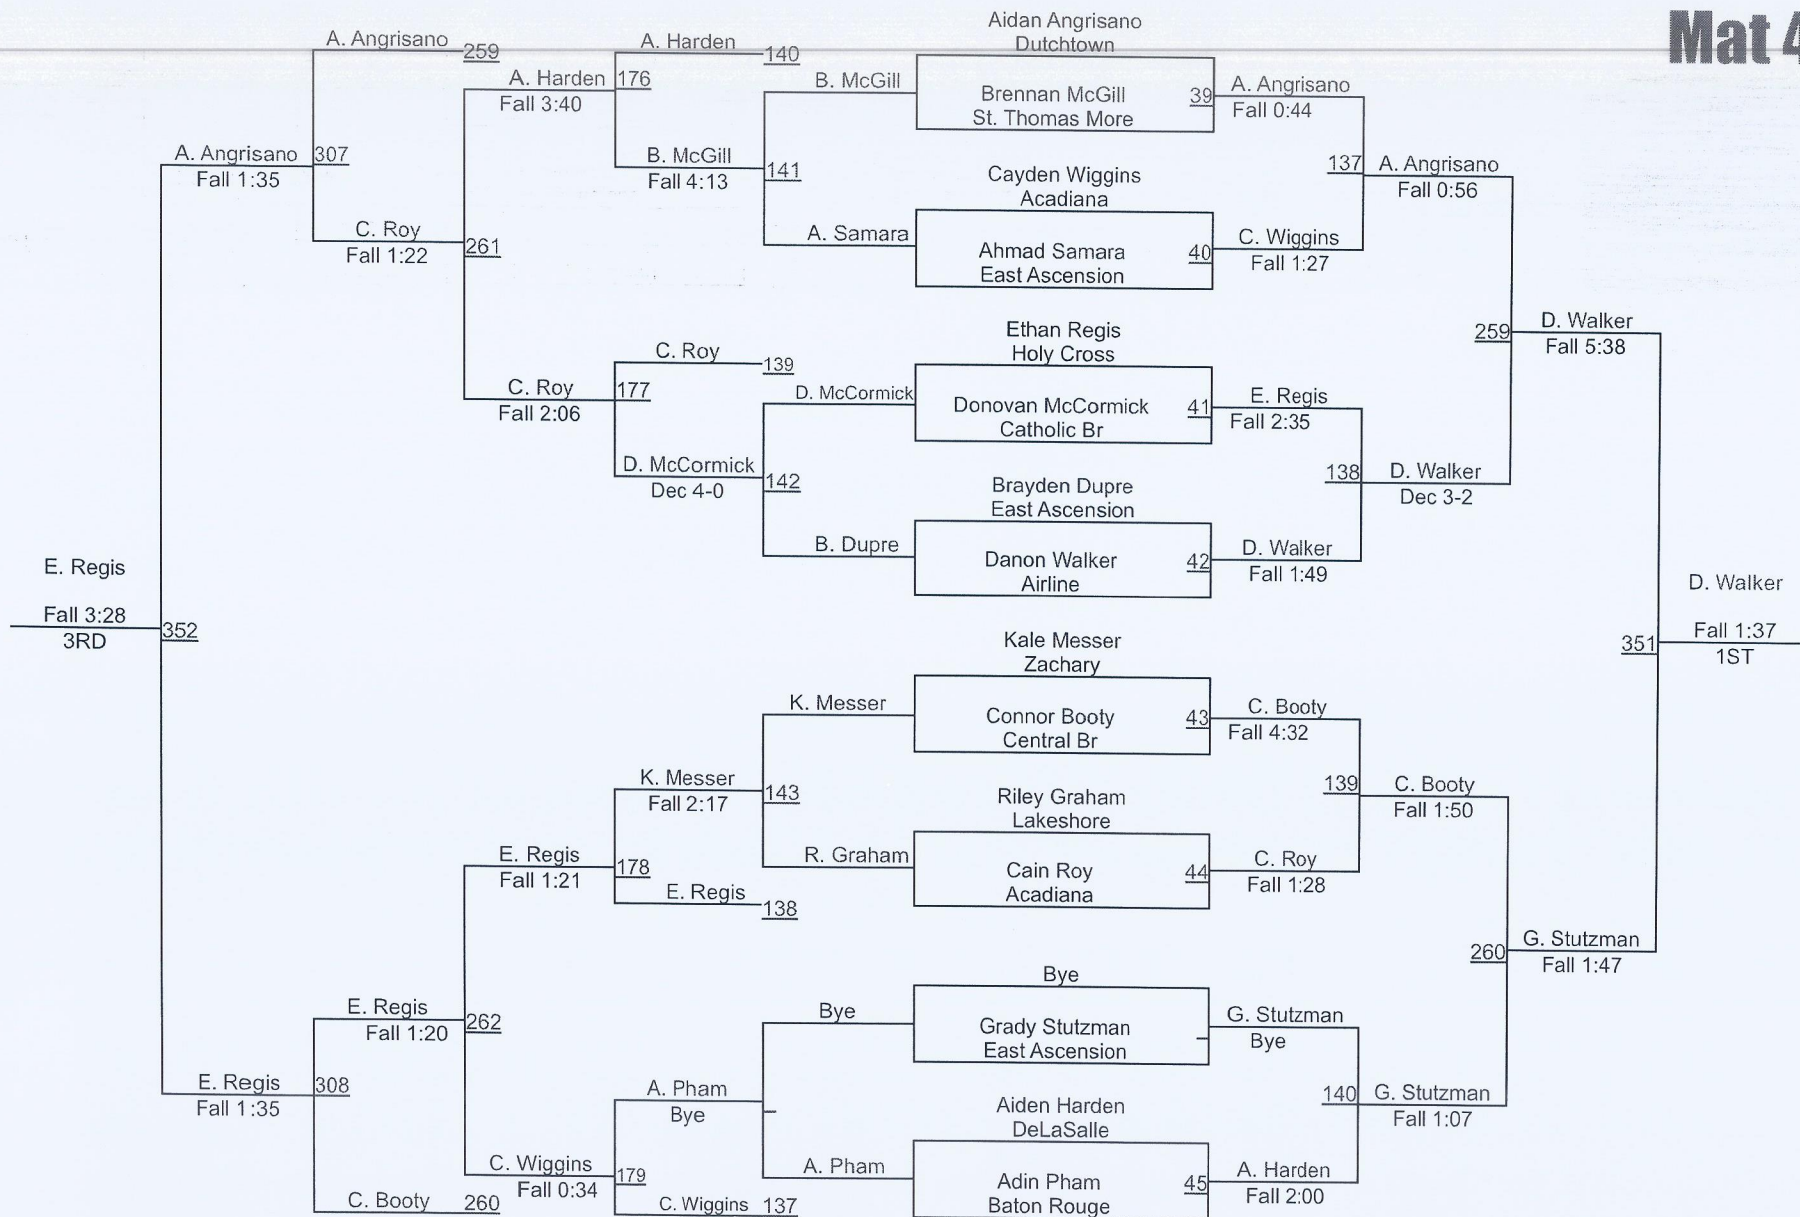 Mat 4
Aidan Angrisano
Dutchtown
A. Angrisano
259
A. Harden
140
A. Harden
176
Fall 3:40
B. McGill
Brennan McGill
St. Thomas More
39
A. Angrisano
Fall 0:44
A. Angrisano
307
Fall 1:35
B. McGill
141
Fall 4:13
Cayden Wiggins
Acadiana
137
A. Angrisano
Fall 0:56
C. Roy
261
Fall 1:22
A. Samara
Ahmad Samara
East Ascension
40
C. Wiggins
Fall 1:27
Ethan Regis
Holy Cross
259
D. Walker
Fall 5:38
C. Roy
139
C. Roy
177
Fall 2:06
D. McCormick
Donovan McCormick
Catholic Br
41
E. Regis
Fall 2:35
D. McCormick
142
Dec 4-0
Brayden Dupre
East Ascension
138
D. Walker
Dec 3-2
B. Dupre
Danon Walker
Airline
42
D. Walker
Fall 1:49
E. Regis
Fall 3:28
3RD
352
D. Walker
351
Fall 1:37
1ST
Kale Messer
Zachary
K. Messer
Connor Booty
Central Br
43
C. Booty
Fall 4:32
K. Messer
143
Fall 2:17
Riley Graham
Lakeshore
139
C. Booty
Fall 1:50
E. Regis
178
Fall 1:21
E. Regis
138
R. Graham
Cain Roy
Acadiana
44
C. Roy
Fall 1:28
260
G. Stutzman
Fall 1:47
Bye
E. Regis
262
Fall 1:20
Bye
Grady Stutzman
East Ascension
G. Stutzman
Bye
E. Regis
308
Fall 1:35
A. Pham
Bye
Aiden Harden
DeLaSalle
140
G. Stutzman
Fall 1:07
C. Wiggins
179
Fall 0:34
A. Pham
Adin Pham
Baton Rouge
45
A. Harden
Fall 2:00
C. Booty
260
C. Wiggins
137